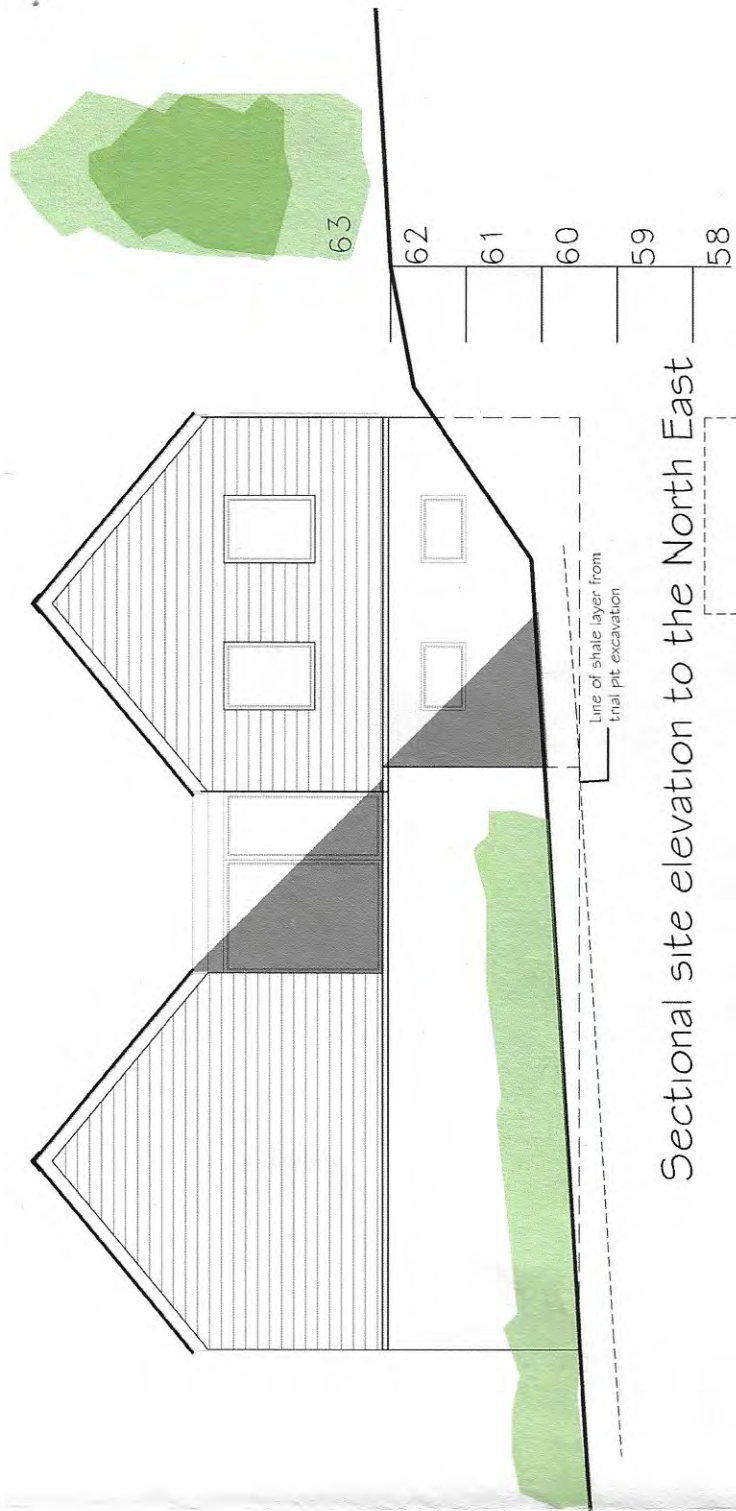 63
62
61
60
59
58
Line of shale layer from
trial pit excavation
Sectional site elevation to the North East